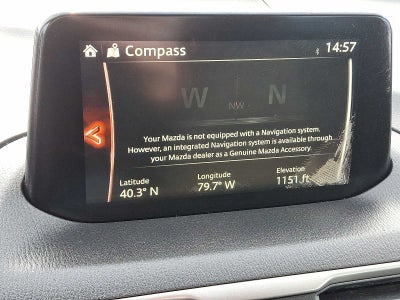 Compass 14:57
W NW N
Your Mazda is not equipped with a Navigation system.
However, an integrated Navigation system is available through
your Mazda dealer as a Genuine Mazda Accessory.
Latitude Longitude Elevation
40.3° N 79.7° W 1151 ft